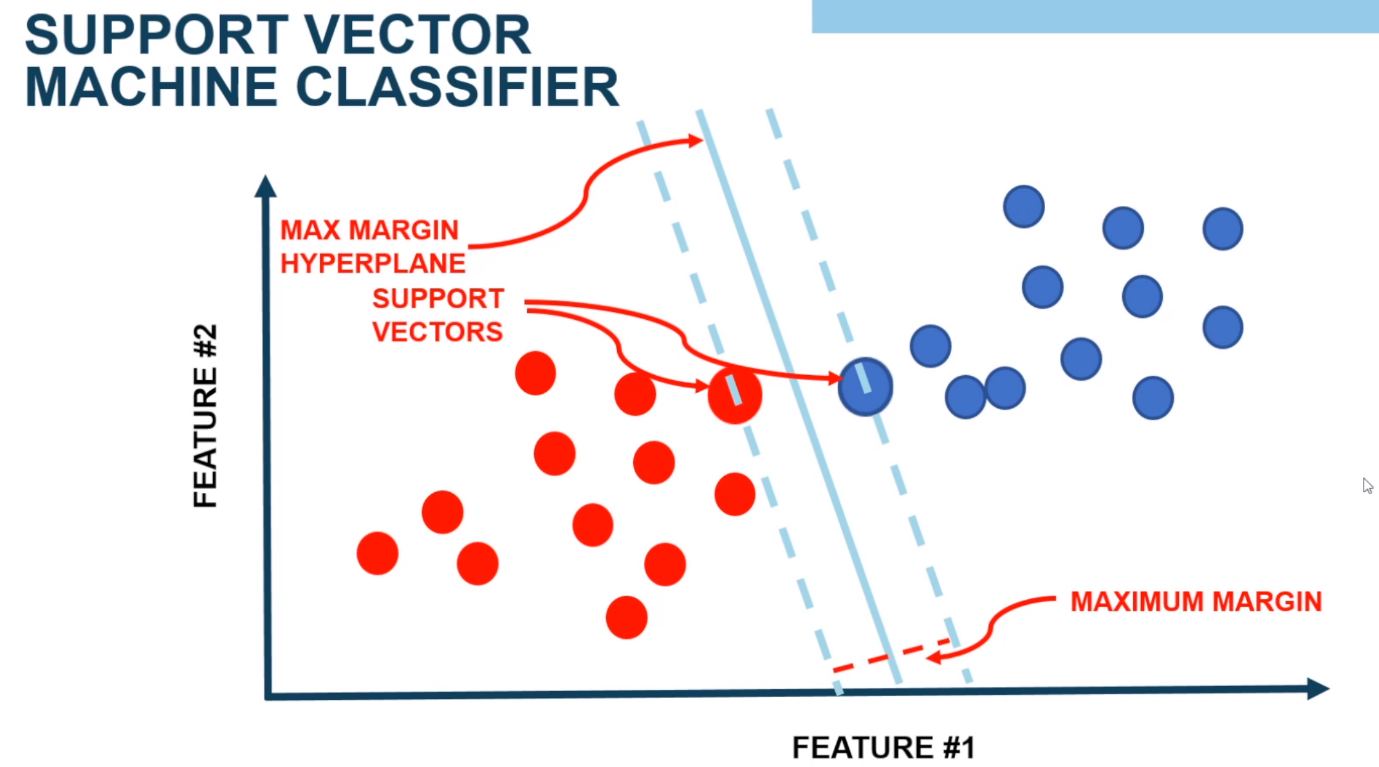 SUPPORT VECTOR
MACHINE CLASSIFIER
MAX MARGIN
HYPERPLANE
SUPPORT
VECTORS
FEATURE #2
MAXIMUM MARGIN
FEATURE #1